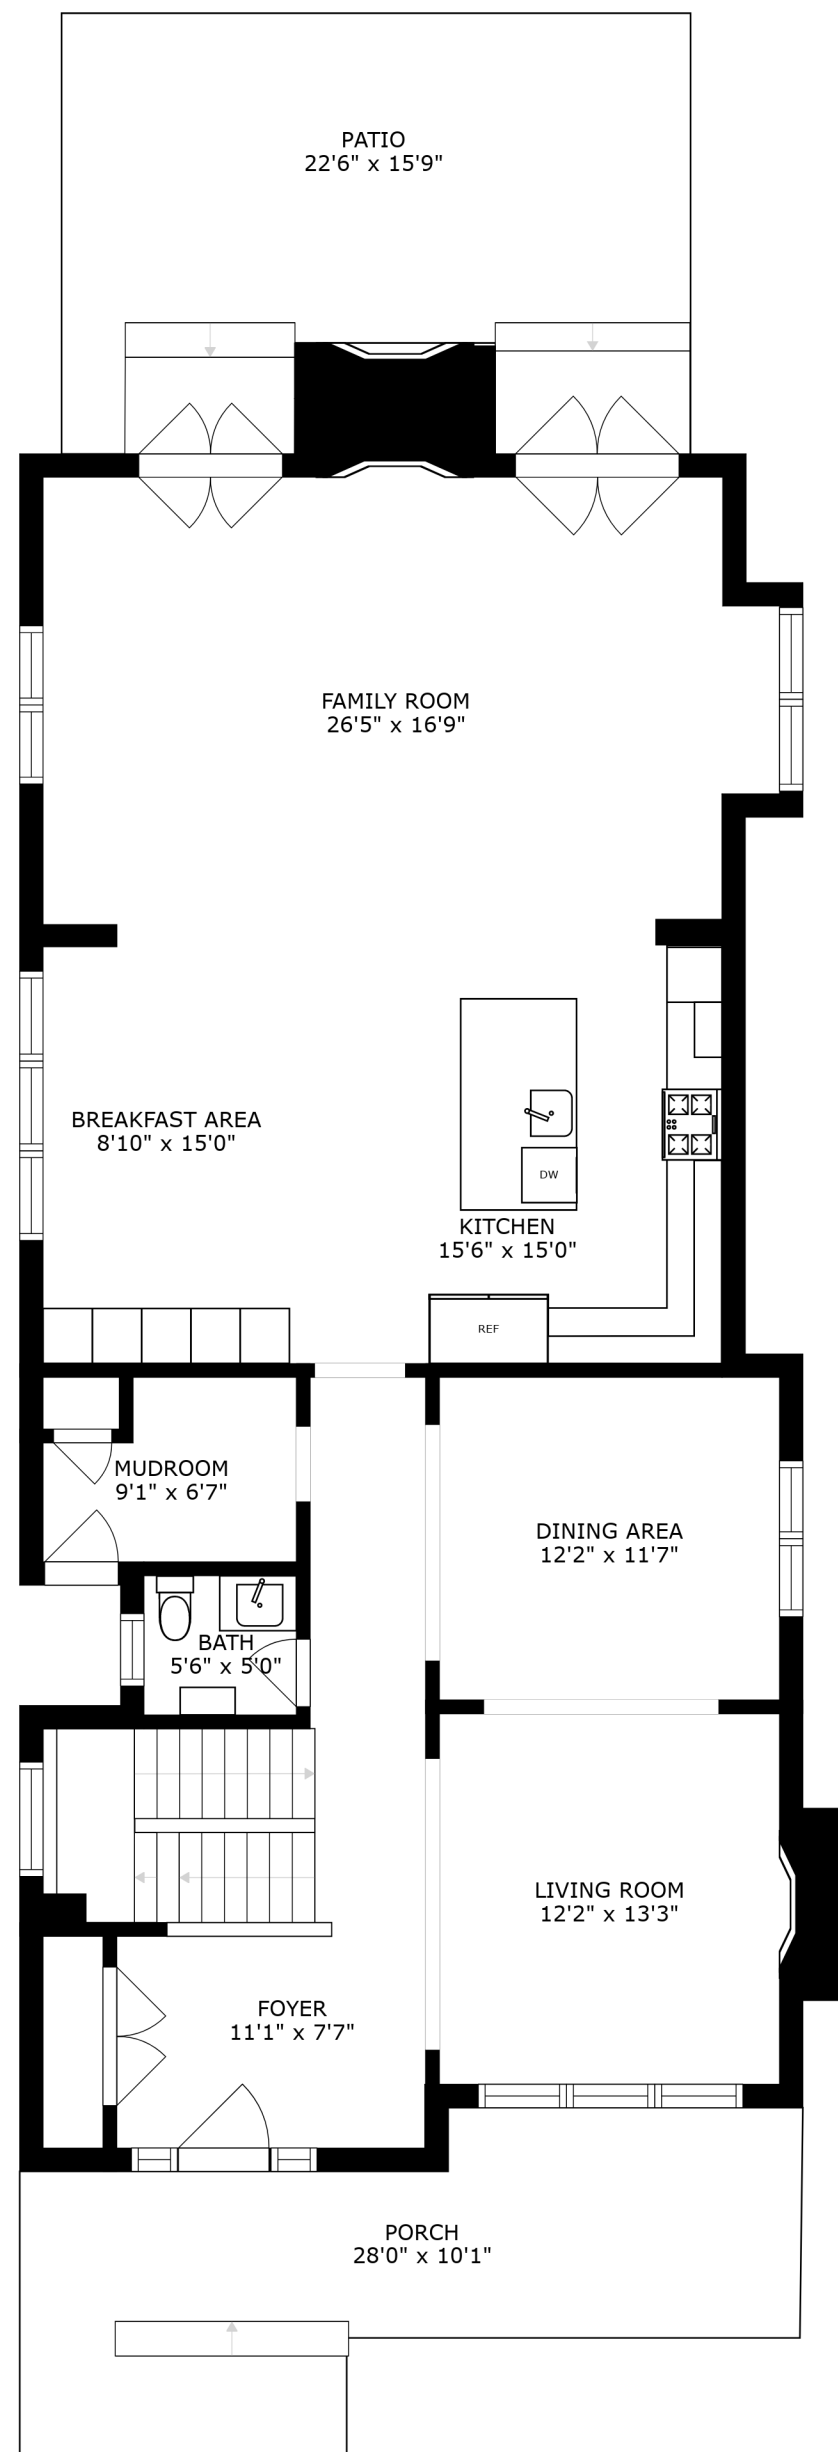 PATIO
22'6" x 15'9"
FAMILY ROOM
26'5" x 16'9"
BREAKFAST AREA
8'10" x 15'0"
DW
KITCHEN
15'6" x 15'0"
REF
MUDROOM
9'1" x 6'7"
DINING AREA
12'2" x 11'7"
BATH
5'6" x 5'0"
LIVING ROOM
12'2" x 13'3"
FOYER
11'1" x 7'7"
PORCH
28'0" x 10'1"